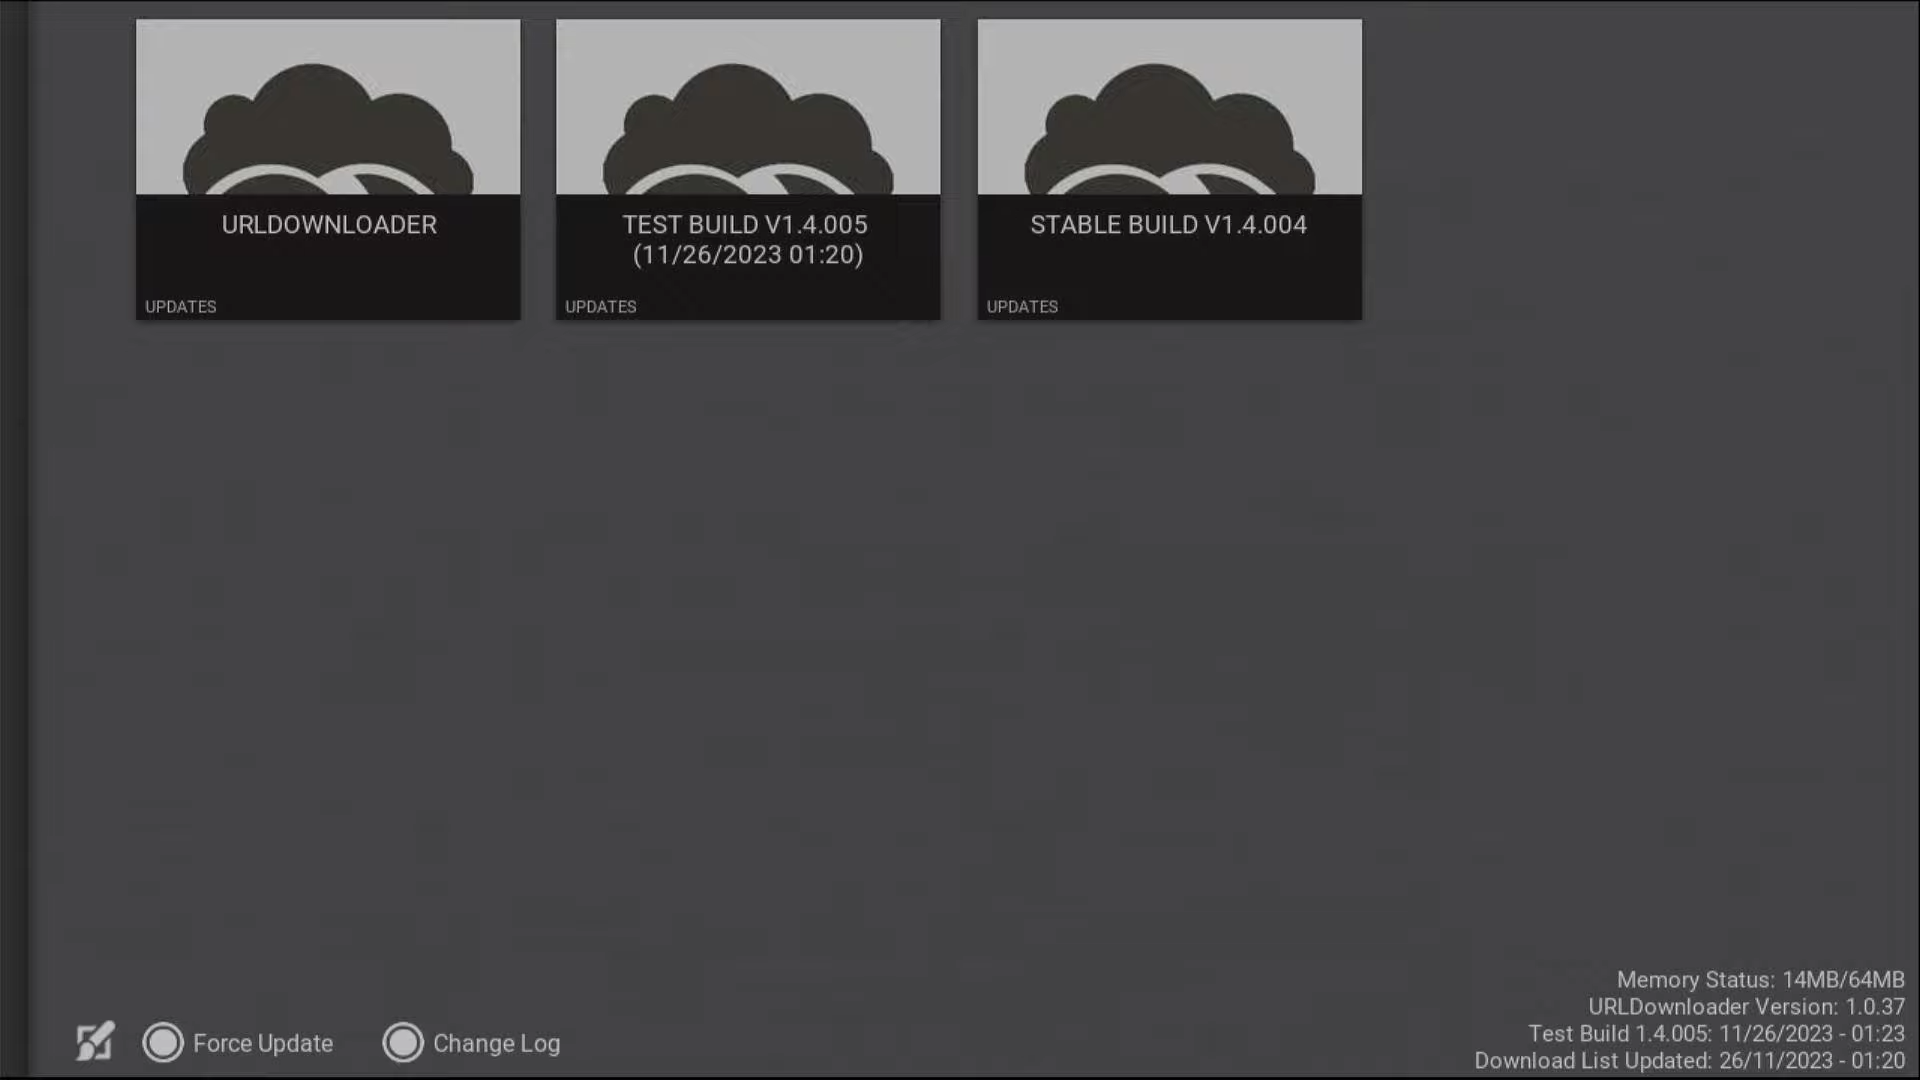 URLDOWNLOADER
UPDATES
TEST BUILD V1.4.005
(11/26/2023 01:20)
UPDATES
STABLE BUILD V1.4.004
UPDATES
Memory Status: 14MB/64MB
URLDownloader Version: 1.0.37
Test Build 1.4.005: 11/26/2023 - 01:23
Download List Updated: 26/11/2023 - 01:20
Force Update
Change Log